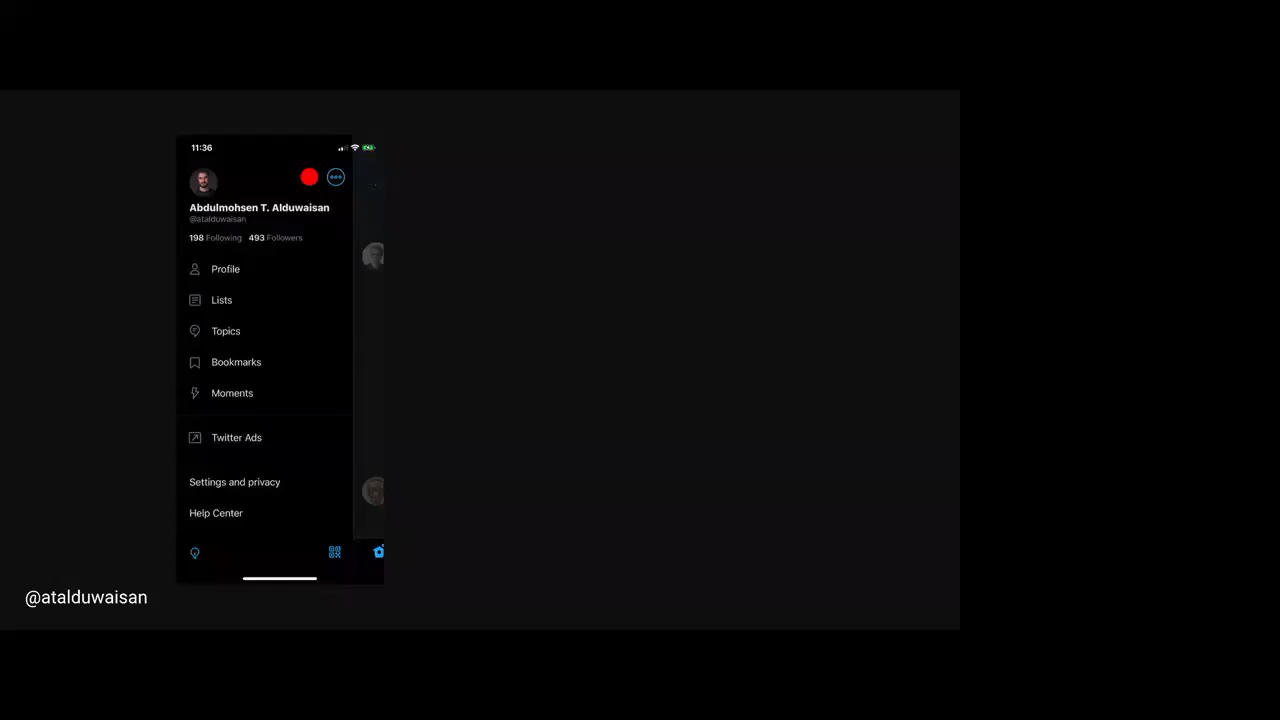 11:36
Abdulmohsen T. Alduwaisan
@atalduwaisan
198 Following 493 Followers
Profile
Lists
Topics
Bookmarks
Moments
Twitter Ads
Settings and privacy
Help Center
@atalduwaisan